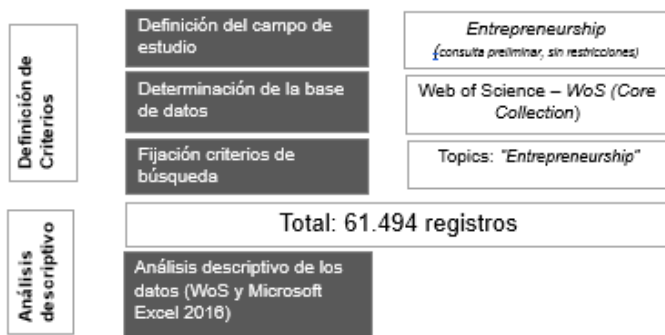 Definición de
Criterios
Definición del campo de
estudio
Entrepreneurship
(consulta preliminar, sin restricciones)
Determinación de la base
de datos
Web of Science – WoS (Core
Collection)
Fijación criterios de
búsqueda
Topics: "Entrepreneurship"
Análisis
descriptivo
Total: 61.494 registros
Análisis descriptivo de los
datos (WoS y Microsoft
Excel 2016)